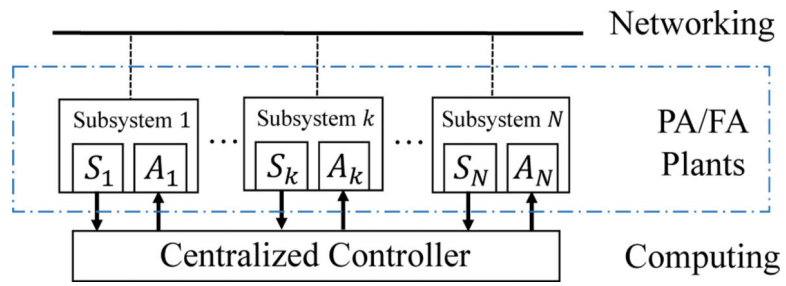 Networking
Subsystem 1
Subsystem k
Subsystem N
...
...
PA/FA
Plants
S1
A1
Sk
Ak
SN
AN
Centralized Controller
Computing